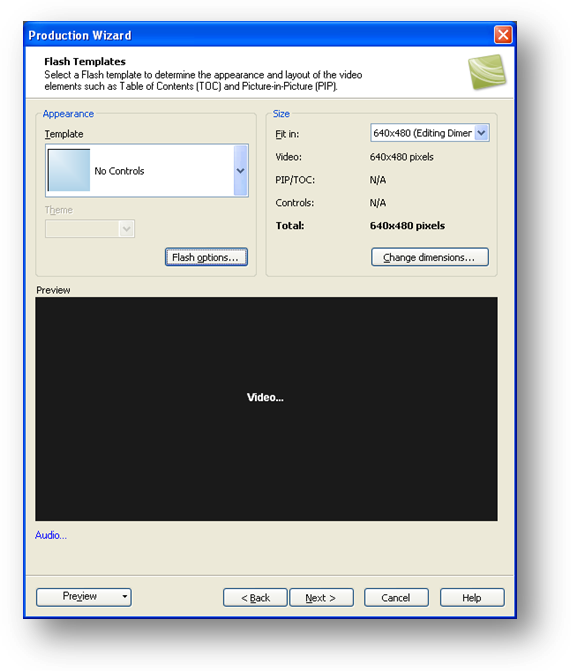 Production Wizard
Flash Templates
Select a Flash template to determine the appearance and layout of the video
elements such as Table of Contents (TOC) and Picture-in-Picture (PIP).
Appearance
Template
No Controls
Theme
Flash options...
Size
Fit in: 640x480 (Editing Dimer
Video: 640x480 pixels
PIP/TOC: N/A
Controls: N/A
Total: 640x480 pixels
Change dimensions...
Preview
Video...
Audio...
Preview < Back Next > Cancel Help